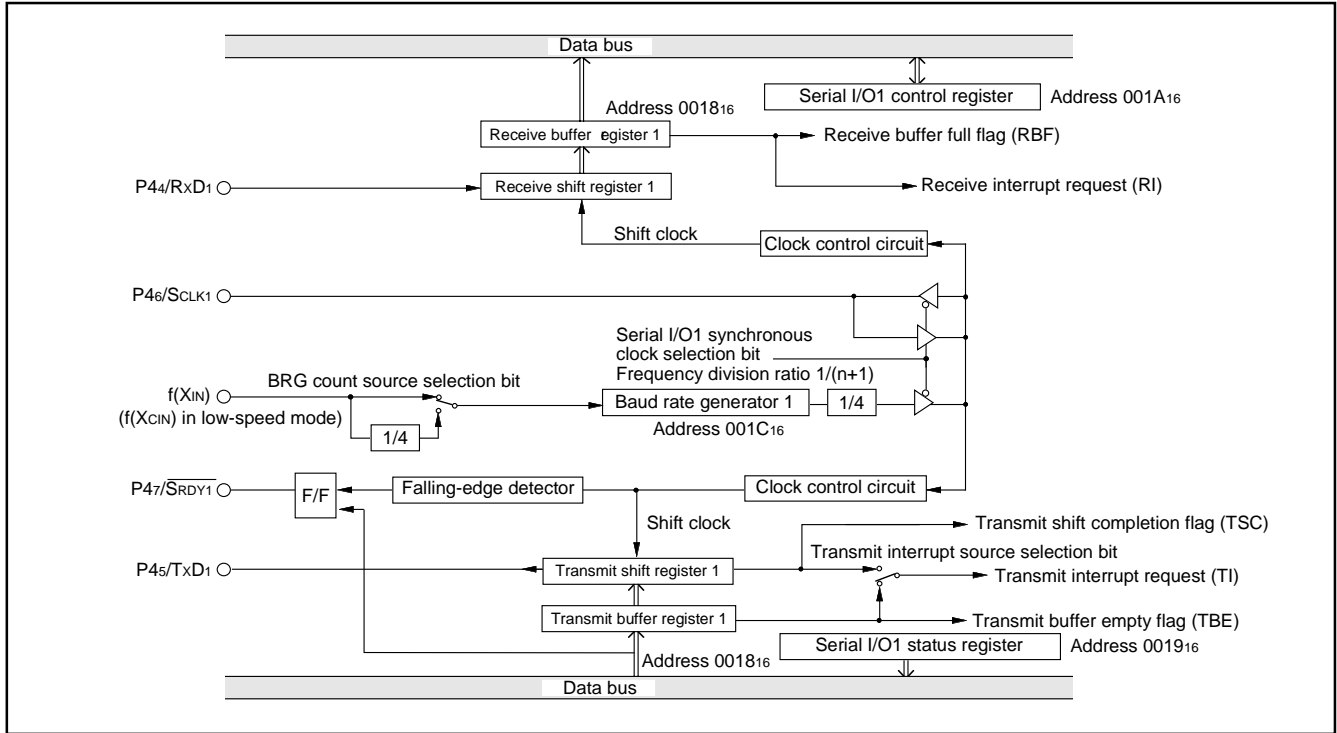 Data bus
Address 001816
Serial I/O1 control register
Address 001A16
Receive buffer egister 1
Receive buffer full flag (RBF)
P44/RXD1
Receive shift register 1
Receive interrupt request (RI)
Shift clock
Clock control circuit
P46/SCLK1
Serial I/O1 synchronous
clock selection bit
Frequency division ratio 1/(n+1)
BRG count source selection bit
f(XIN)
(f(XCIN) in low-speed mode)
Baud rate generator 1
1/4
1/4
Address 001C16
P47/SRDY1
F/F
Falling-edge detector
Clock control circuit
Shift clock
Transmit shift completion flag (TSC)
Transmit interrupt source selection bit
P45/TXD1
Transmit shift register 1
Transmit interrupt request (TI)
Transmit buffer register 1
Transmit buffer empty flag (TBE)
Serial I/O1 status register
Address 001916
Address 001816
Data bus